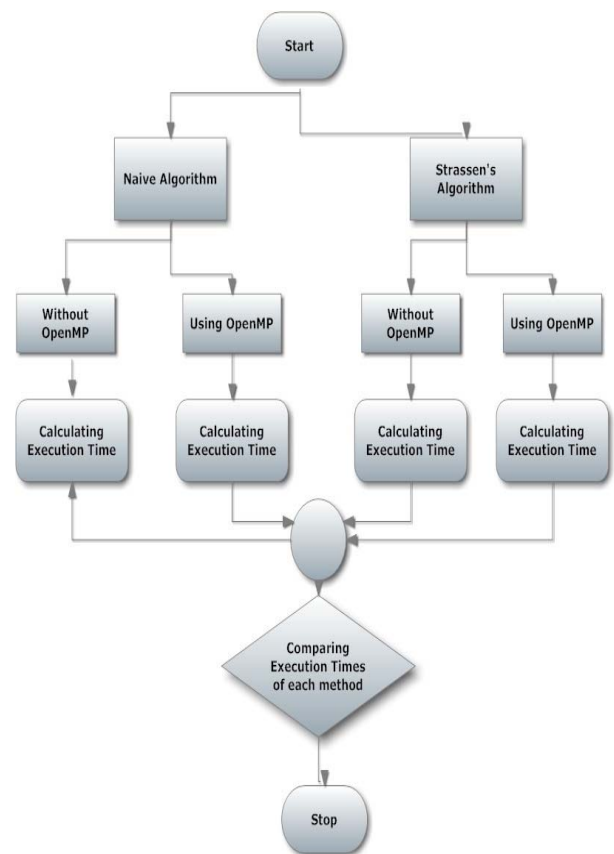 Start
Naive Algorithm
Strassen's
Algorithm
Without
OpenMP
Using OpenMP
Without
OpenMP
Using OpenMP
Calculating
Execution Time
Calculating
Execution Time
Calculating
Execution Time
Calculating
Execution Time
Comparing
Execution Times
of each method
Stop